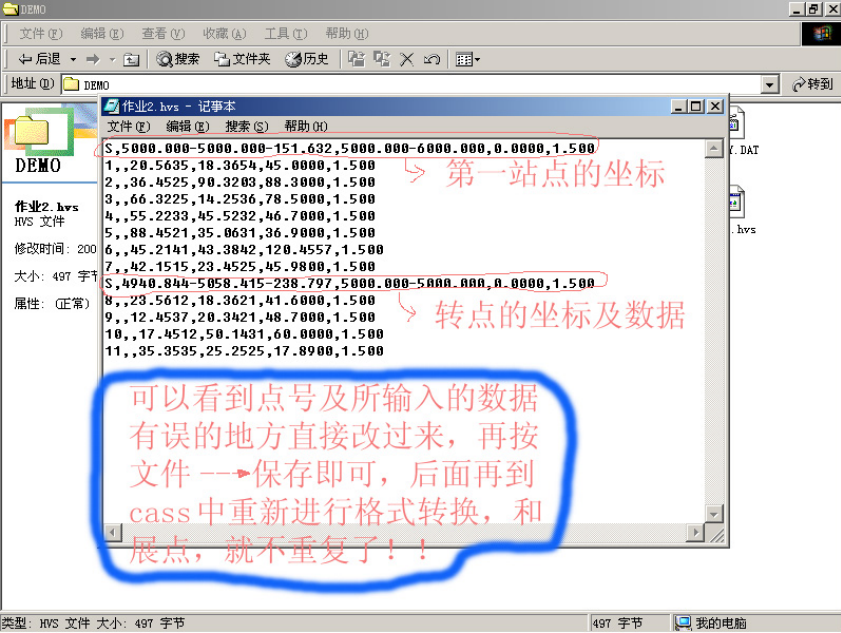 DEMO
文件(F) 编辑(E) 查看(V) 收藏(A) 工具(T) 帮助(H)
后退 搜索 文件夹 历史
地址(D) DEMO 转到
作业2.hvs - 记事本
文件(F) 编辑(E) 搜索(S) 帮助(H)
S,5000.000-5000.000-151.632,5000.000-6000.000,0.0000,1.500
1,,20.5635,18.3654,45.0000,1.500
第一站点的坐标
2,,36.4525,90.3203,88.3000,1.500
3,,66.3225,14.2536,78.5000,1.500
4,,55.2233,45.5232,46.7000,1.500
5,,88.4521,35.0631,36.9000,1.500
6,,45.2141,43.3842,120.4557,1.500
7,,42.1515,23.4525,45.9800,1.500
S,4940.844-5058.415-238.797,5000.000-5000.000,0.0000,1.500
8,,23.5612,18.3621,41.6000,1.500
9,,12.4537,20.3421,48.7000,1.500
转点的坐标及数据
10,,17.4512,50.1431,60.0000,1.500
11,,35.3535,25.2525,17.8900,1.500
可以看到点号及所输入的数据
有误的地方直接改过来，再按
文件 ---→保存即可，后面再到
cass中重新进行格式转换，和
展点，就不重复了！！
DEMO
作业2.hvs
HVS 文件
修改时间: 200
大小: 497 字节
属性: (正常)
Y.DAT
.hvs
类型: HVS 文件 大小: 497 字节
497 字节
我的电脑